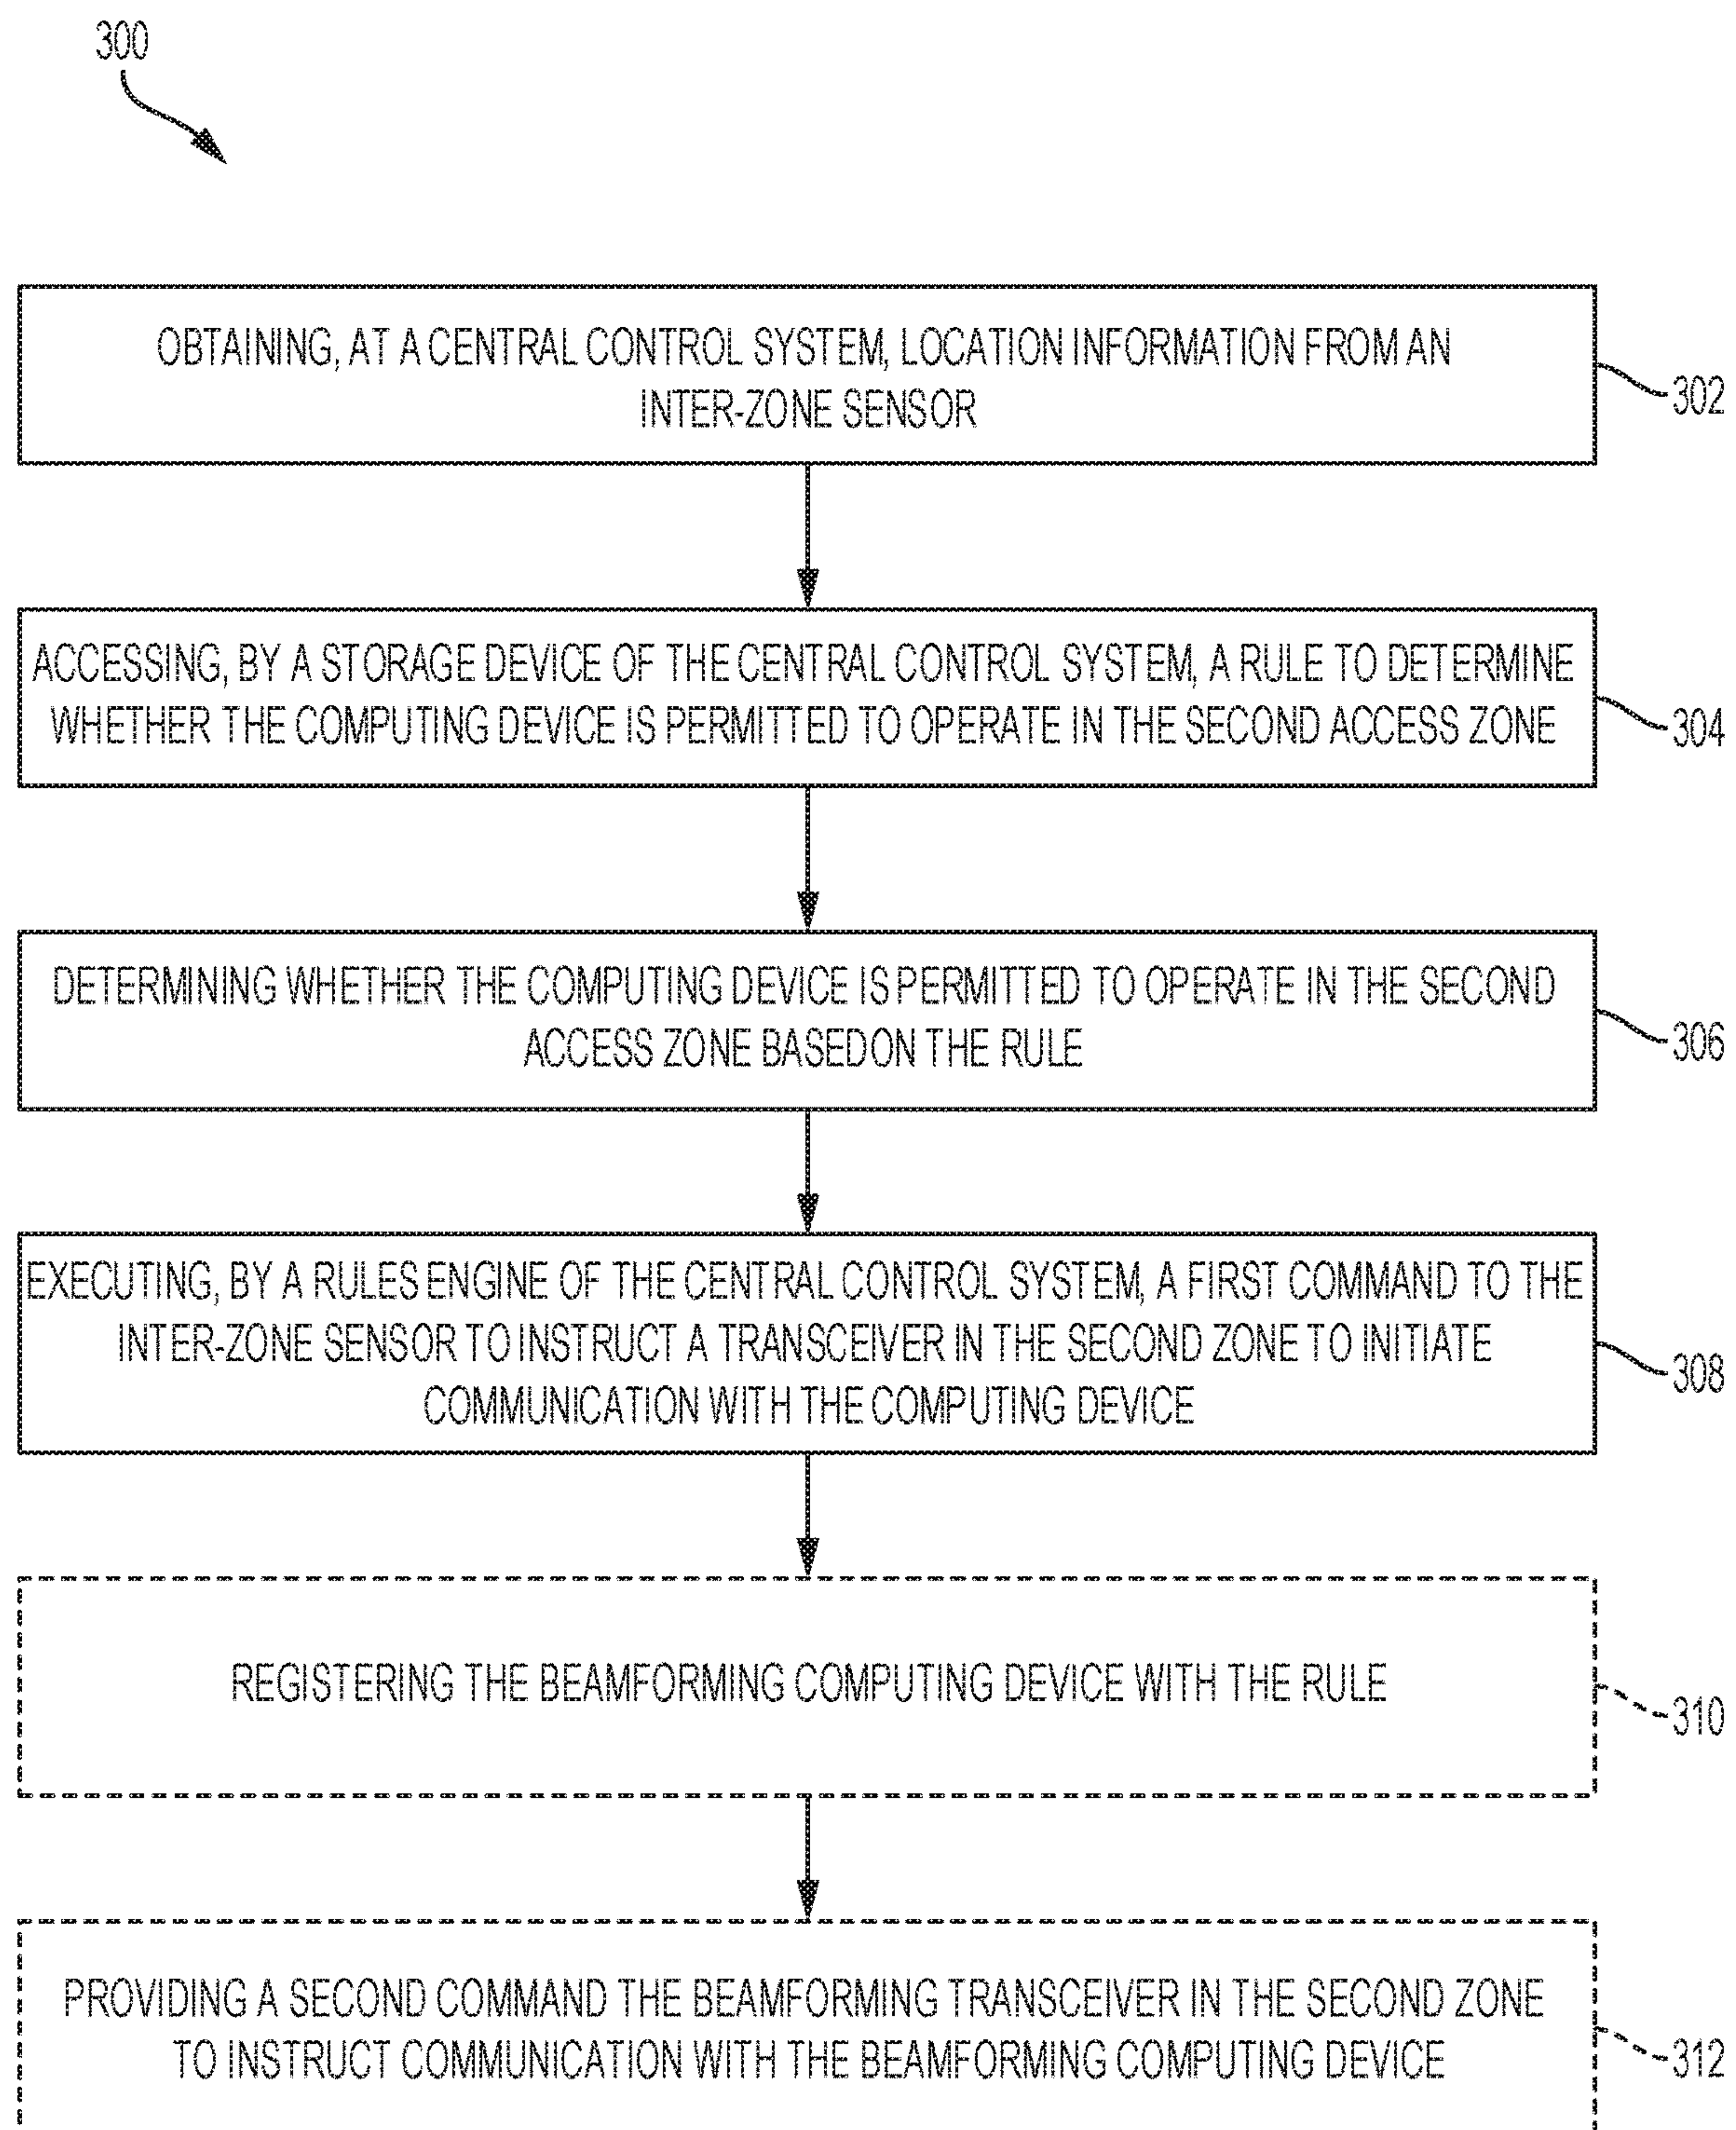 300
OBTAINING, AT A CENTRAL CONTROL SYSTEM, LOCATION INFORMATION FROM AN
INTER-ZONE SENSOR
302
ACCESSING, BY A STORAGE DEVICE OF THE CENTRAL CONTROL SYSTEM, A RULE TO DETERMINE
WHETHER THE COMPUTING DEVICE IS PERMITTED TO OPERATE IN THE SECOND ACCESS ZONE
304
DETERMINING WHETHER THE COMPUTING DEVICE IS PERMITTED TO OPERATE IN THE SECOND
ACCESS ZONE BASEDON THE RULE
306
EXECUTING, BY A RULES ENGINE OF THE CENTRAL CONTROL SYSTEM, A FIRST COMMAND TO THE
INTER-ZONE SENSOR TO INSTRUCT A TRANSCEIVER IN THE SECOND ZONE TO INITIATE
COMMUNICATION WITH THE COMPUTING DEVICE
308
REGISTERING THE BEAMFORMING COMPUTING DEVICE WITH THE RULE
310
PROVIDING A SECOND COMMAND THE BEAMFORMING TRANSCEIVER IN THE SECOND ZONE
TO INSTRUCT COMMUNICATION WITH THE BEAMFORMING COMPUTING DEVICE
312